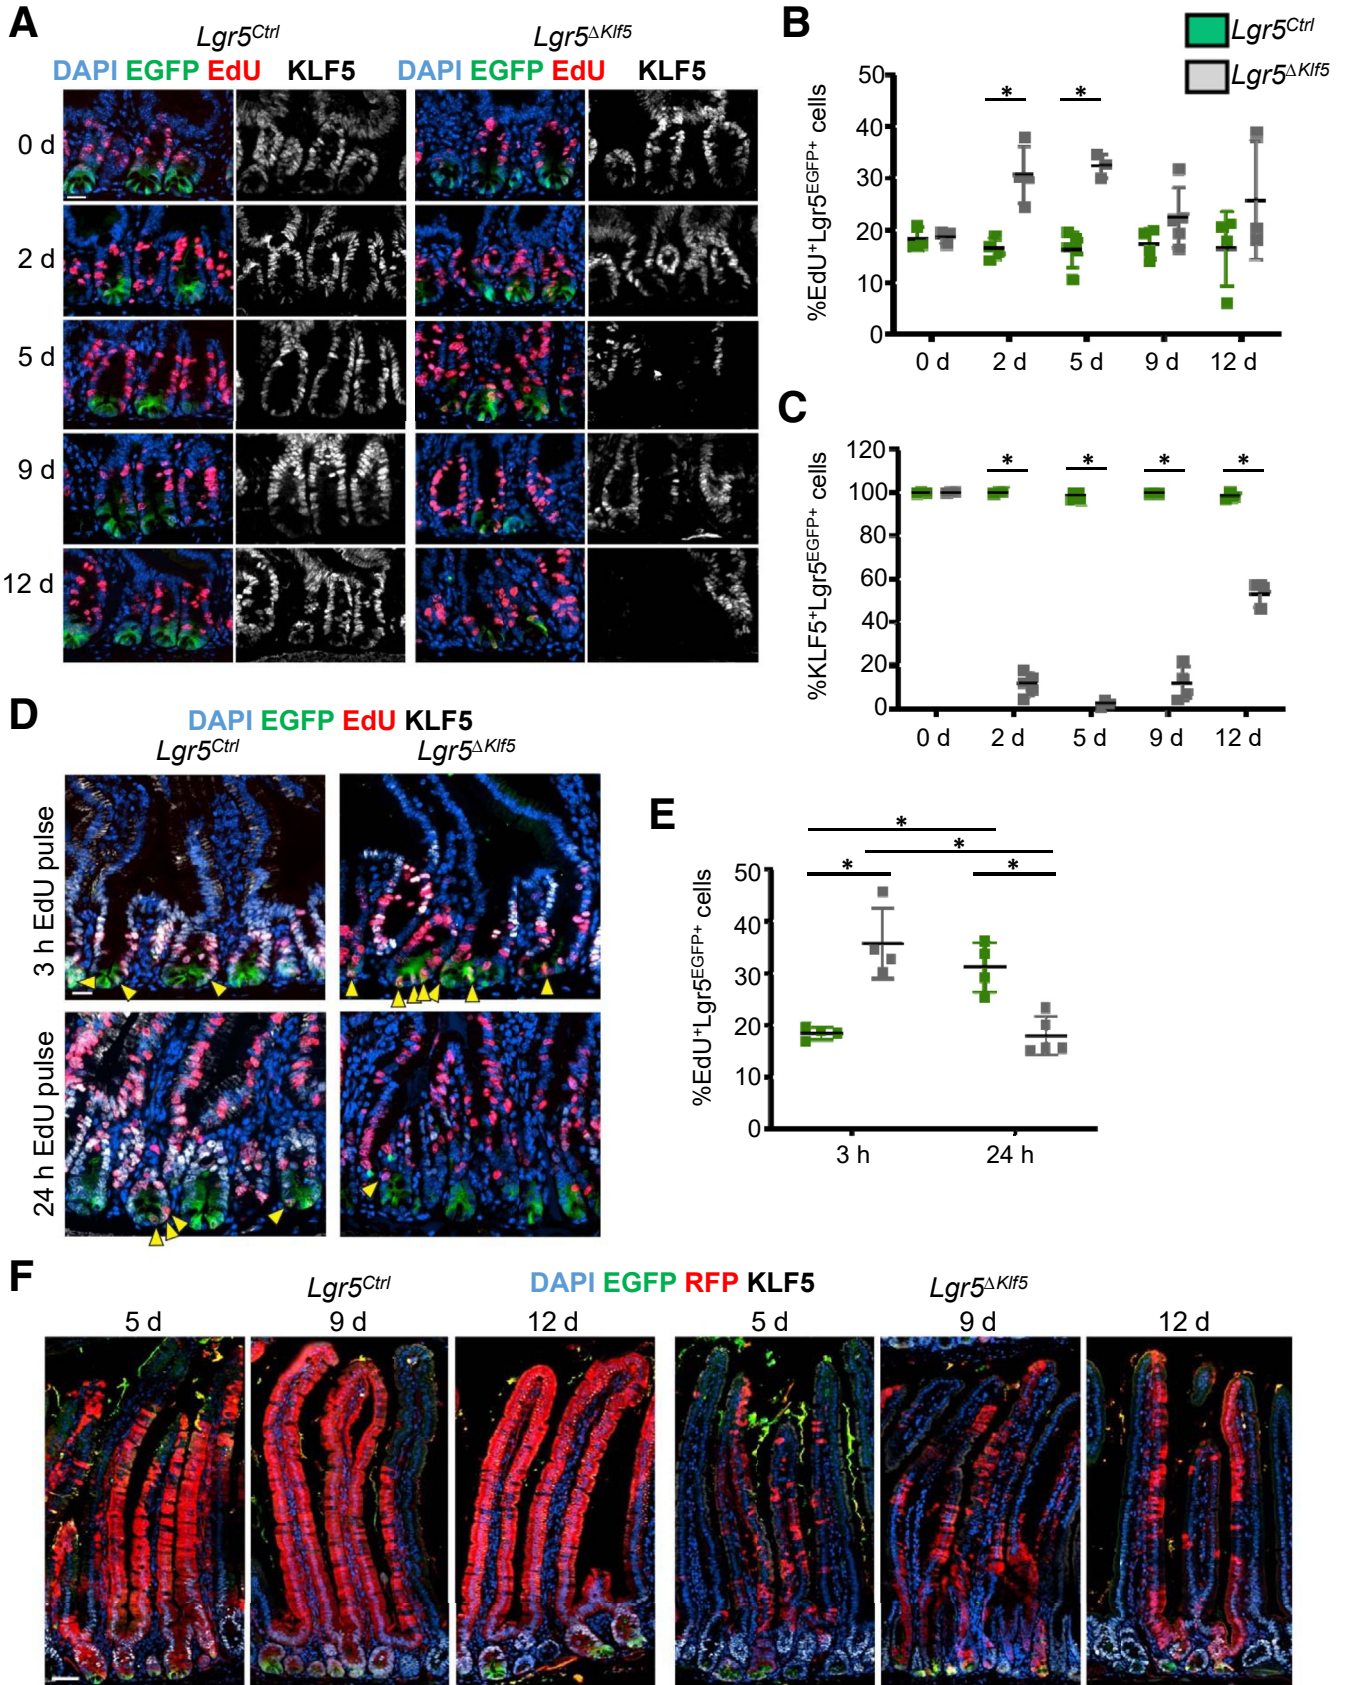 A
Lgr5Ctrl
Lgr5ΔKlf5
DAPI EGFP EdU KLF5
DAPI EGFP EdU KLF5
0 d
2 d
5 d
9 d
12 d
B
Lgr5Ctrl
Lgr5ΔKlf5
%EdU+Lgr5EGFP+ cells
50
40
30
20
10
0
* *
0 d 2 d 5 d 9 d 12 d
C
%KLF5+Lgr5EGFP+ cells
120
100
80
60
40
20
0
* * * *
0 d 2 d 5 d 9 d 12 d
D
DAPI EGFP EdU KLF5
Lgr5Ctrl
Lgr5ΔKlf5
3 h EdU pulse
24 h EdU pulse
E
%EdU+Lgr5EGFP+ cells
50
40
30
20
10
0
*
*
* *
3 h 24 h
F
Lgr5Ctrl
DAPI EGFP RFP KLF5
Lgr5ΔKlf5
5 d 9 d 12 d 5 d 9 d 12 d